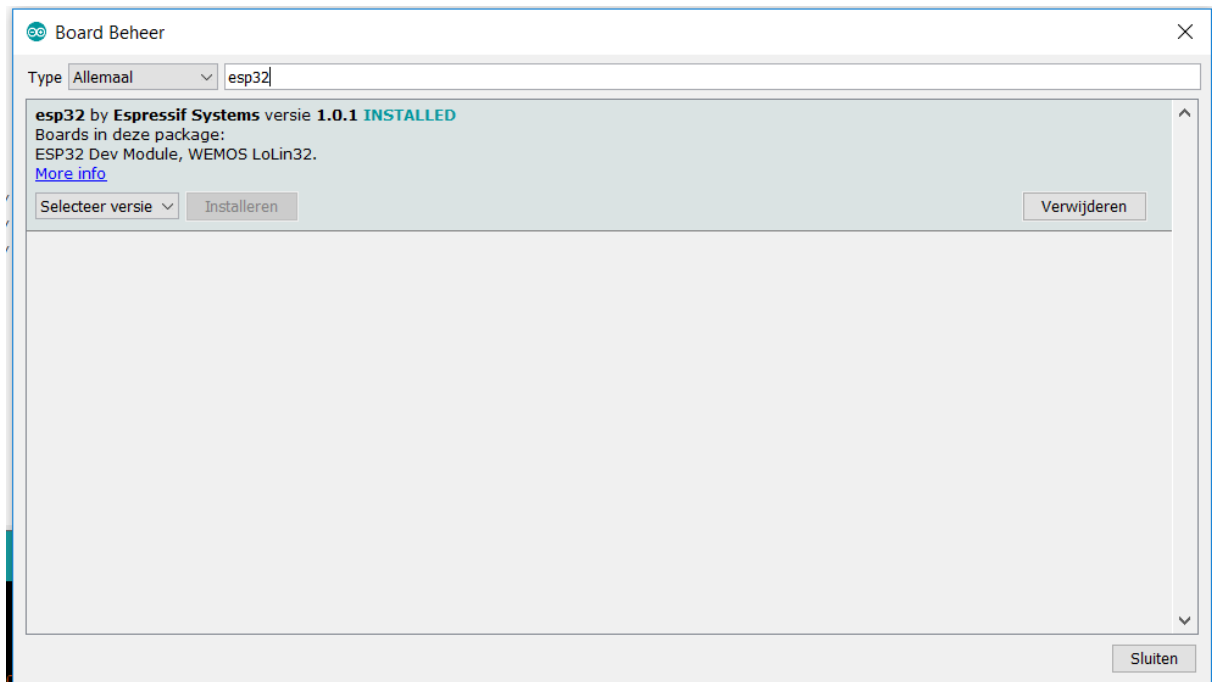 Board Beheer
Type Allemaal esp32
esp32 by Espressif Systems versie 1.0.1 INSTALLED
Boards in deze package:
ESP32 Dev Module, WEMOS LoLin32.
More info
Selecteer versie Installeren Verwijderen
Sluiten